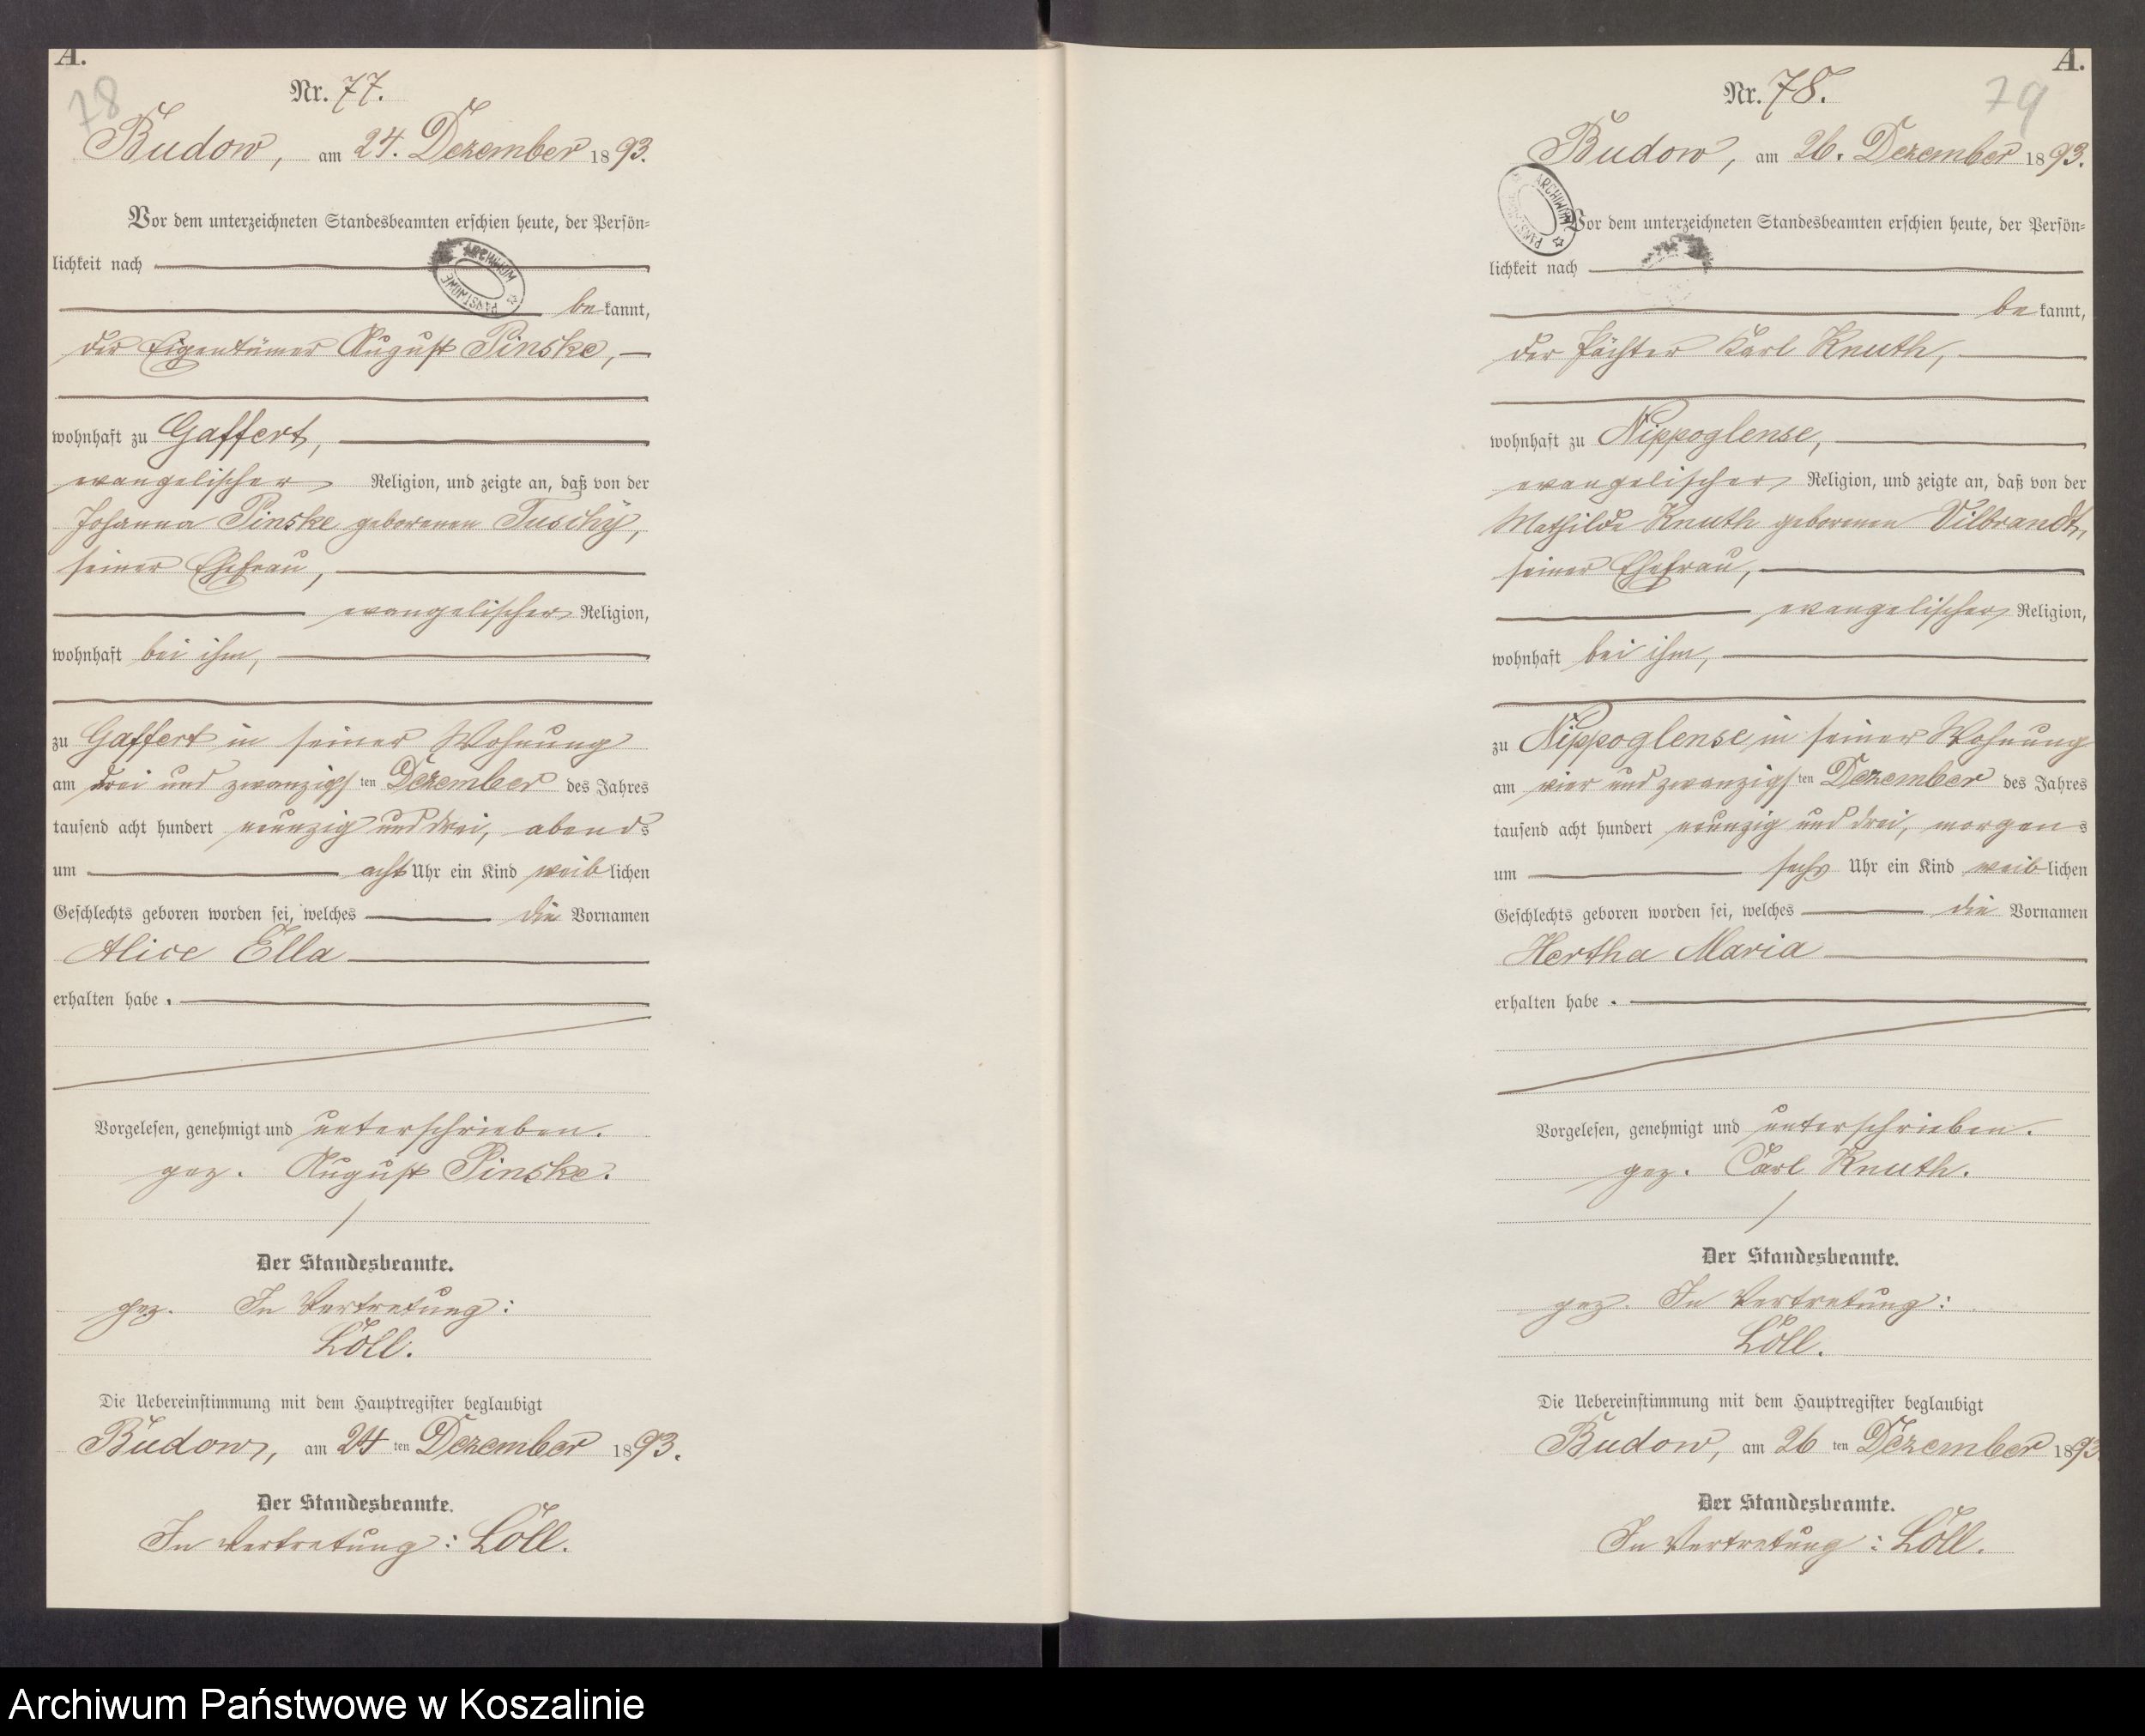 A.
78
Nr. 77.
Budow, am 24. Dezember 1893.
Vor dem unterzeichneten Standesbeamten erschien heute, der Persön-
lichkeit nach
ARCHIWUM PAŃSTWOWE
bekannt,
der Eigentümer August Pinske,
wohnhaft zu Gaffert,
evangelischer Religion, und zeigte an, daß von der
Johanna Pinske geborenen Tuschÿ,
seiner Ehefrau,
evangelischer Religion,
wohnhaft bei ihm,
zu Gaffert in seiner Wohnung
am drei und zwanzigsten Dezember des Jahres
tausend acht hundert neunzig und drei, abends
um acht Uhr ein Kind weiblichen
Geschlechts geboren worden sei, welches die Vornamen
Alice Ella
erhalten habe.
Vorgelesen, genehmigt und unterschrieben.
gez. August Pinske.
Der Standesbeamte.
gez. In Vertretung:
Löll.
Die Uebereinstimmung mit dem Hauptregister beglaubigt
Budow, am 24ten Dezember 1893.
Der Standesbeamte.
In Vertretung: Löll.
A.
79
Nr. 78.
Budow, am 26. Dezember 1893.
ARCHIWUM PAŃSTWOWE
Vor dem unterzeichneten Standesbeamten erschien heute, der Persön-
lichkeit nach
bekannt,
der Pächter Karl Knuth,
wohnhaft zu Nippoglense,
evangelischer Religion, und zeigte an, daß von der
Mathilde Knuth geborenen Vilbrandt,
seiner Ehefrau,
evangelischer Religion,
wohnhaft bei ihm,
zu Nippoglense in seiner Wohnung
am vier und zwanzigsten Dezember des Jahres
tausend acht hundert neunzig und drei, morgens
um sechs Uhr ein Kind weiblichen
Geschlechts geboren worden sei, welches die Vornamen
Hertha Maria
erhalten habe.
Vorgelesen, genehmigt und unterschrieben.
gez. Carl Knuth.
Der Standesbeamte.
gez. In Vertretung:
Löll.
Die Uebereinstimmung mit dem Hauptregister beglaubigt
Budow, am 26ten Dezember 1893.
Der Standesbeamte.
In Vertretung: Löll.
Archiwum Państwowe w Koszalinie